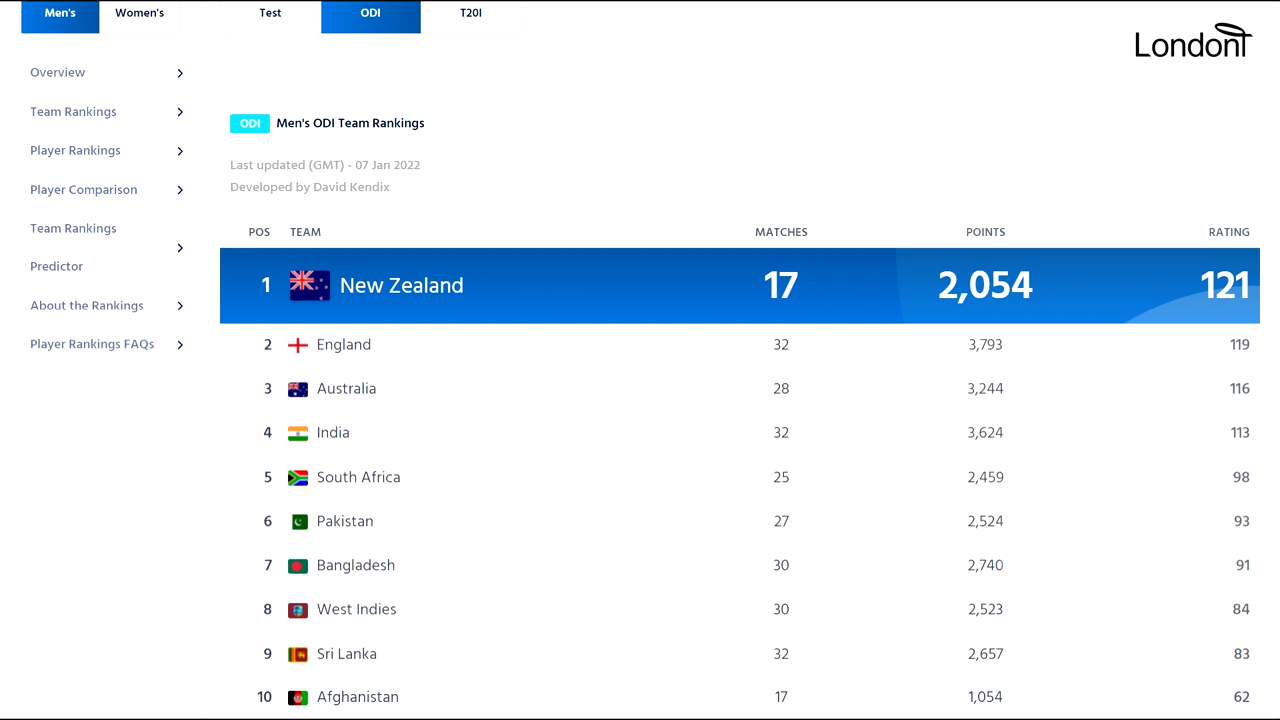 Men's Women's Test ODI T20I
London
Overview
Team Rankings
Player Rankings
Player Comparison
Team Rankings
Predictor
About the Rankings
Player Rankings FAQs
ODI Men's ODI Team Rankings
Last updated (GMT) - 07 Jan 2022
Developed by David Kendix
POS TEAM MATCHES POINTS RATING
1 New Zealand 17 2,054 121
2 England 32 3,793 119
3 Australia 28 3,244 116
4 India 32 3,624 113
5 South Africa 25 2,459 98
6 Pakistan 27 2,524 93
7 Bangladesh 30 2,740 91
8 West Indies 30 2,523 84
9 Sri Lanka 32 2,657 83
10 Afghanistan 17 1,054 62